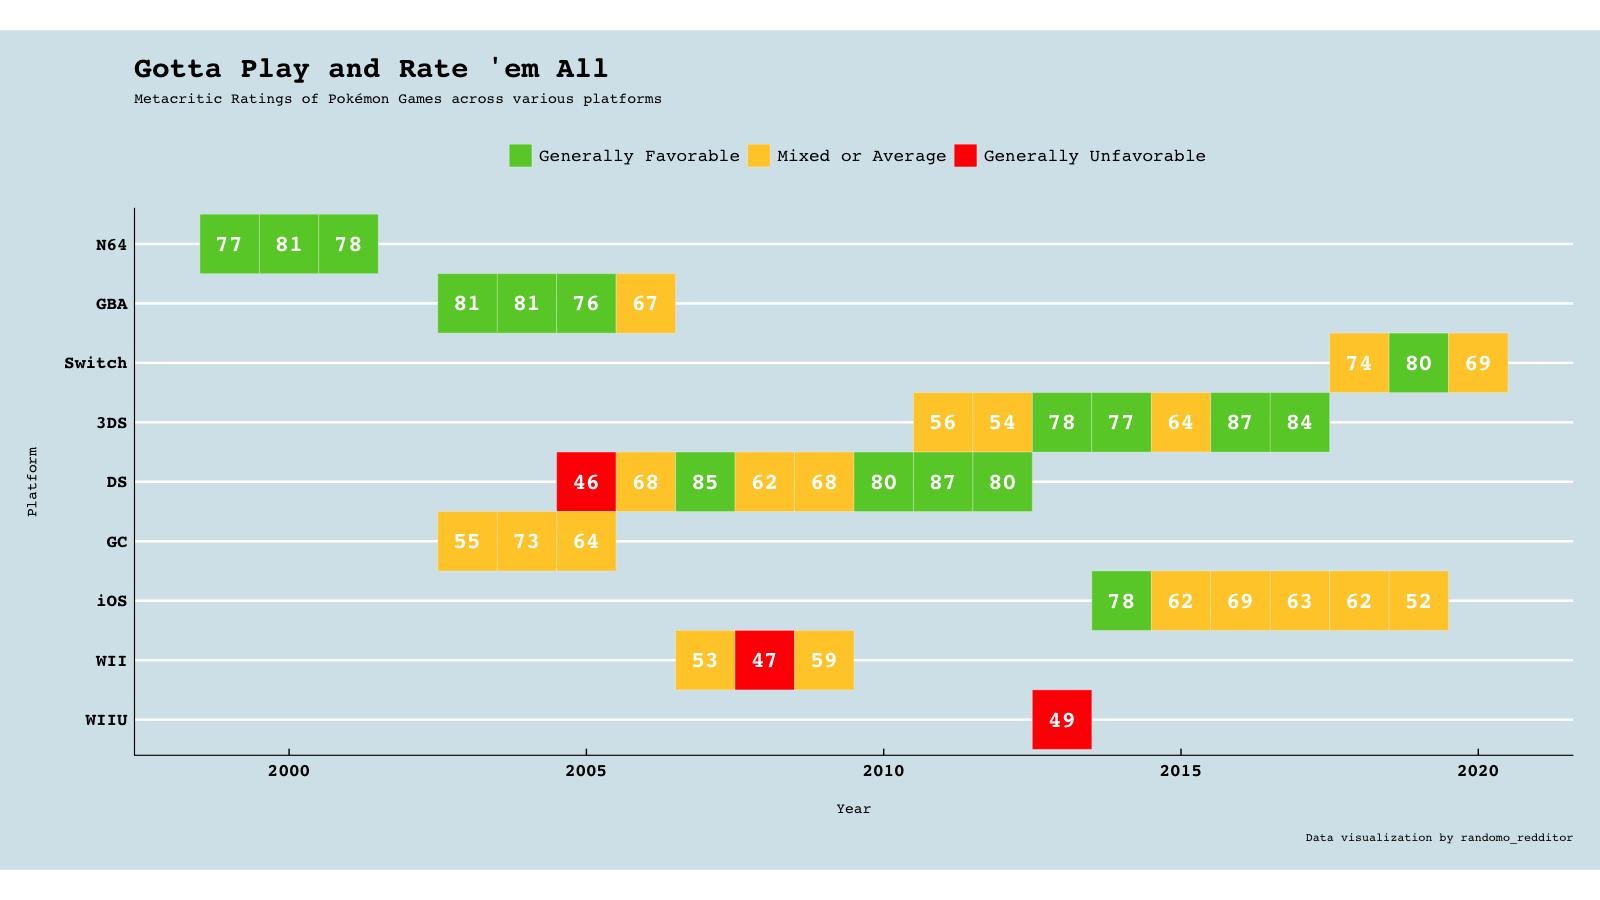 Gotta Play and Rate 'em All
Metacritic Ratings of Pokémon Games across various platforms
Generally Favorable Mixed or Average Generally Unfavorable
N64 77 81 78
GBA 81 81 76 67
Switch 74 80 69
3DS 56 54 78 77 64 87 84
DS 46 68 85 62 68 80 87 80
GC 55 73 64
iOS 78 62 69 63 62 52
WII 53 47 59
WIIU 49
Platform
2000 2005 2010 2015 2020
Year
Data visualization by randomo_redditor